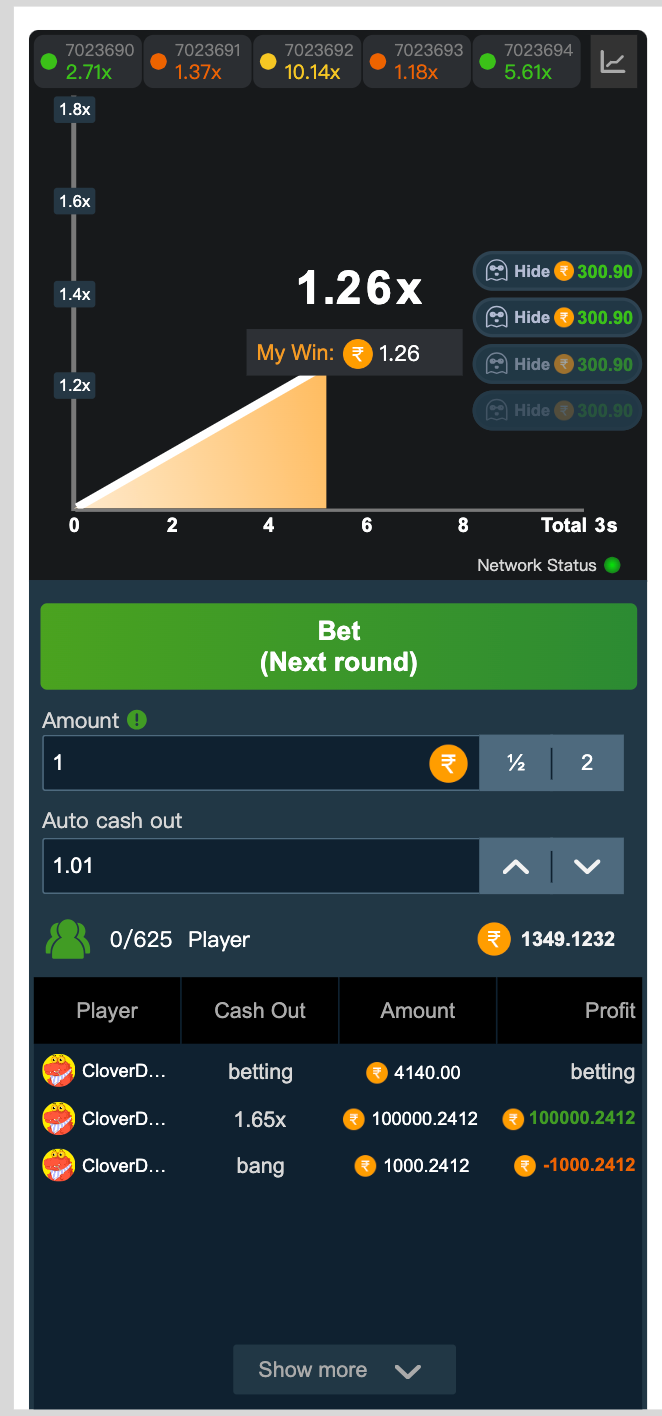 7023690 7023691 7023692 7023693 7023694
2.71x 1.37x 10.14x 1.18x 5.61x
1.8x
1.6x
1.4x
1.2x
1.26x
My Win: ₹ 1.26
Hide ₹ 300.90
Hide ₹ 300.90
Hide ₹ 300.90
Hide ₹ 300.90
0 2 4 6 8 Total 3s
Network Status
Bet
(Next round)
Amount !
1 ₹ ½ 2
Auto cash out
1.01
0/625 Player ₹ 1349.1232
Player Cash Out Amount Profit
CloverD... betting ₹ 4140.00 betting
CloverD... 1.65x ₹ 100000.2412 ₹ 100000.2412
CloverD... bang ₹ 1000.2412 ₹ -1000.2412
Show more